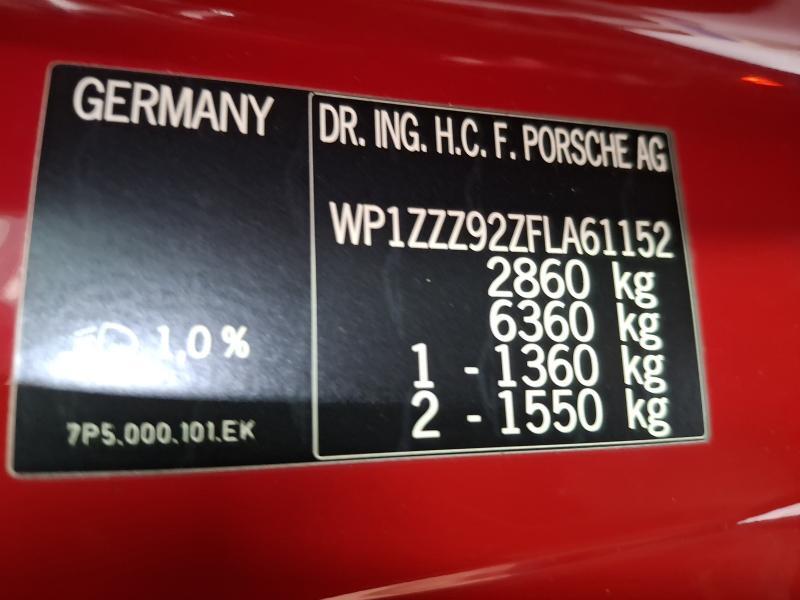 GERMANY
1,0 %
7P5.000.101.EK
DR. ING. H.C. F. PORSCHE AG
WP1ZZZ92ZFLA61152
2860 kg
6360 kg
1 - 1360 kg
2 - 1550 kg